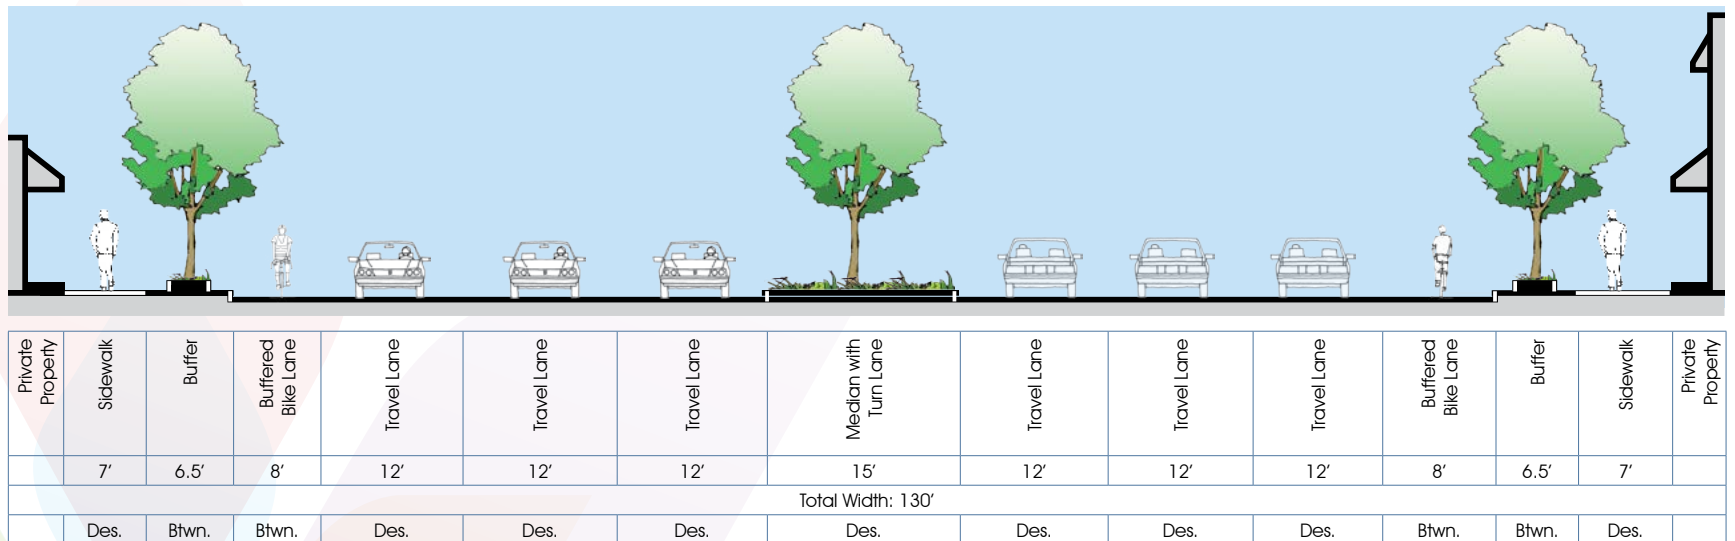 Private
Property
Sidewalk
Buffer
Buffered
Bike Lane
Travel Lane
Travel Lane
Travel Lane
Median with
Turn Lane
Travel Lane
Travel Lane
Travel Lane
Buffered
Bike Lane
Buffer
Sidewalk
Private
Property
7’ 6.5’ 8’ 12’ 12’ 12’ 15’ 12’ 12’ 12’ 8’ 6.5’ 7’
Total Width: 130’
Des. Btwn. Btwn. Des. Des. Des. Des. Des. Des. Des. Btwn. Btwn. Des.